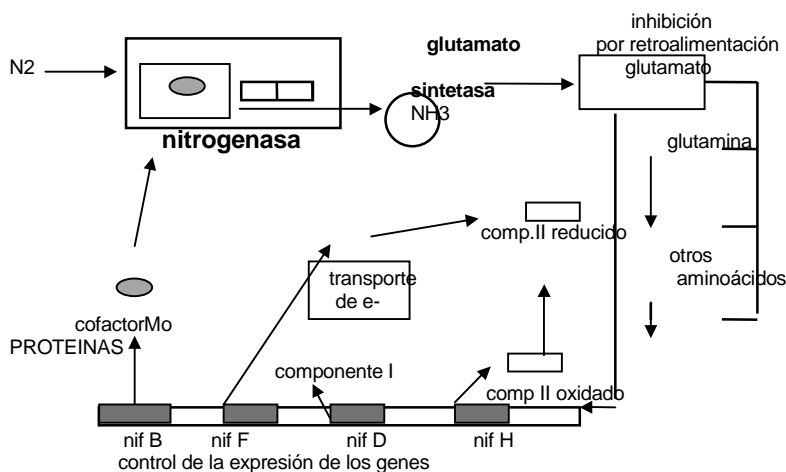 inhibición
por retroalimentación
glutamato
glutamato
sintetasa
NH3
N2
nitrogenasa
glutamina
comp.II reducido
otros
aminoácidos
transporte
de e-
cofactorMo
PROTEINAS
componente I
comp II oxidado
nif B nif F nif D nif H
control de la expresión de los genes